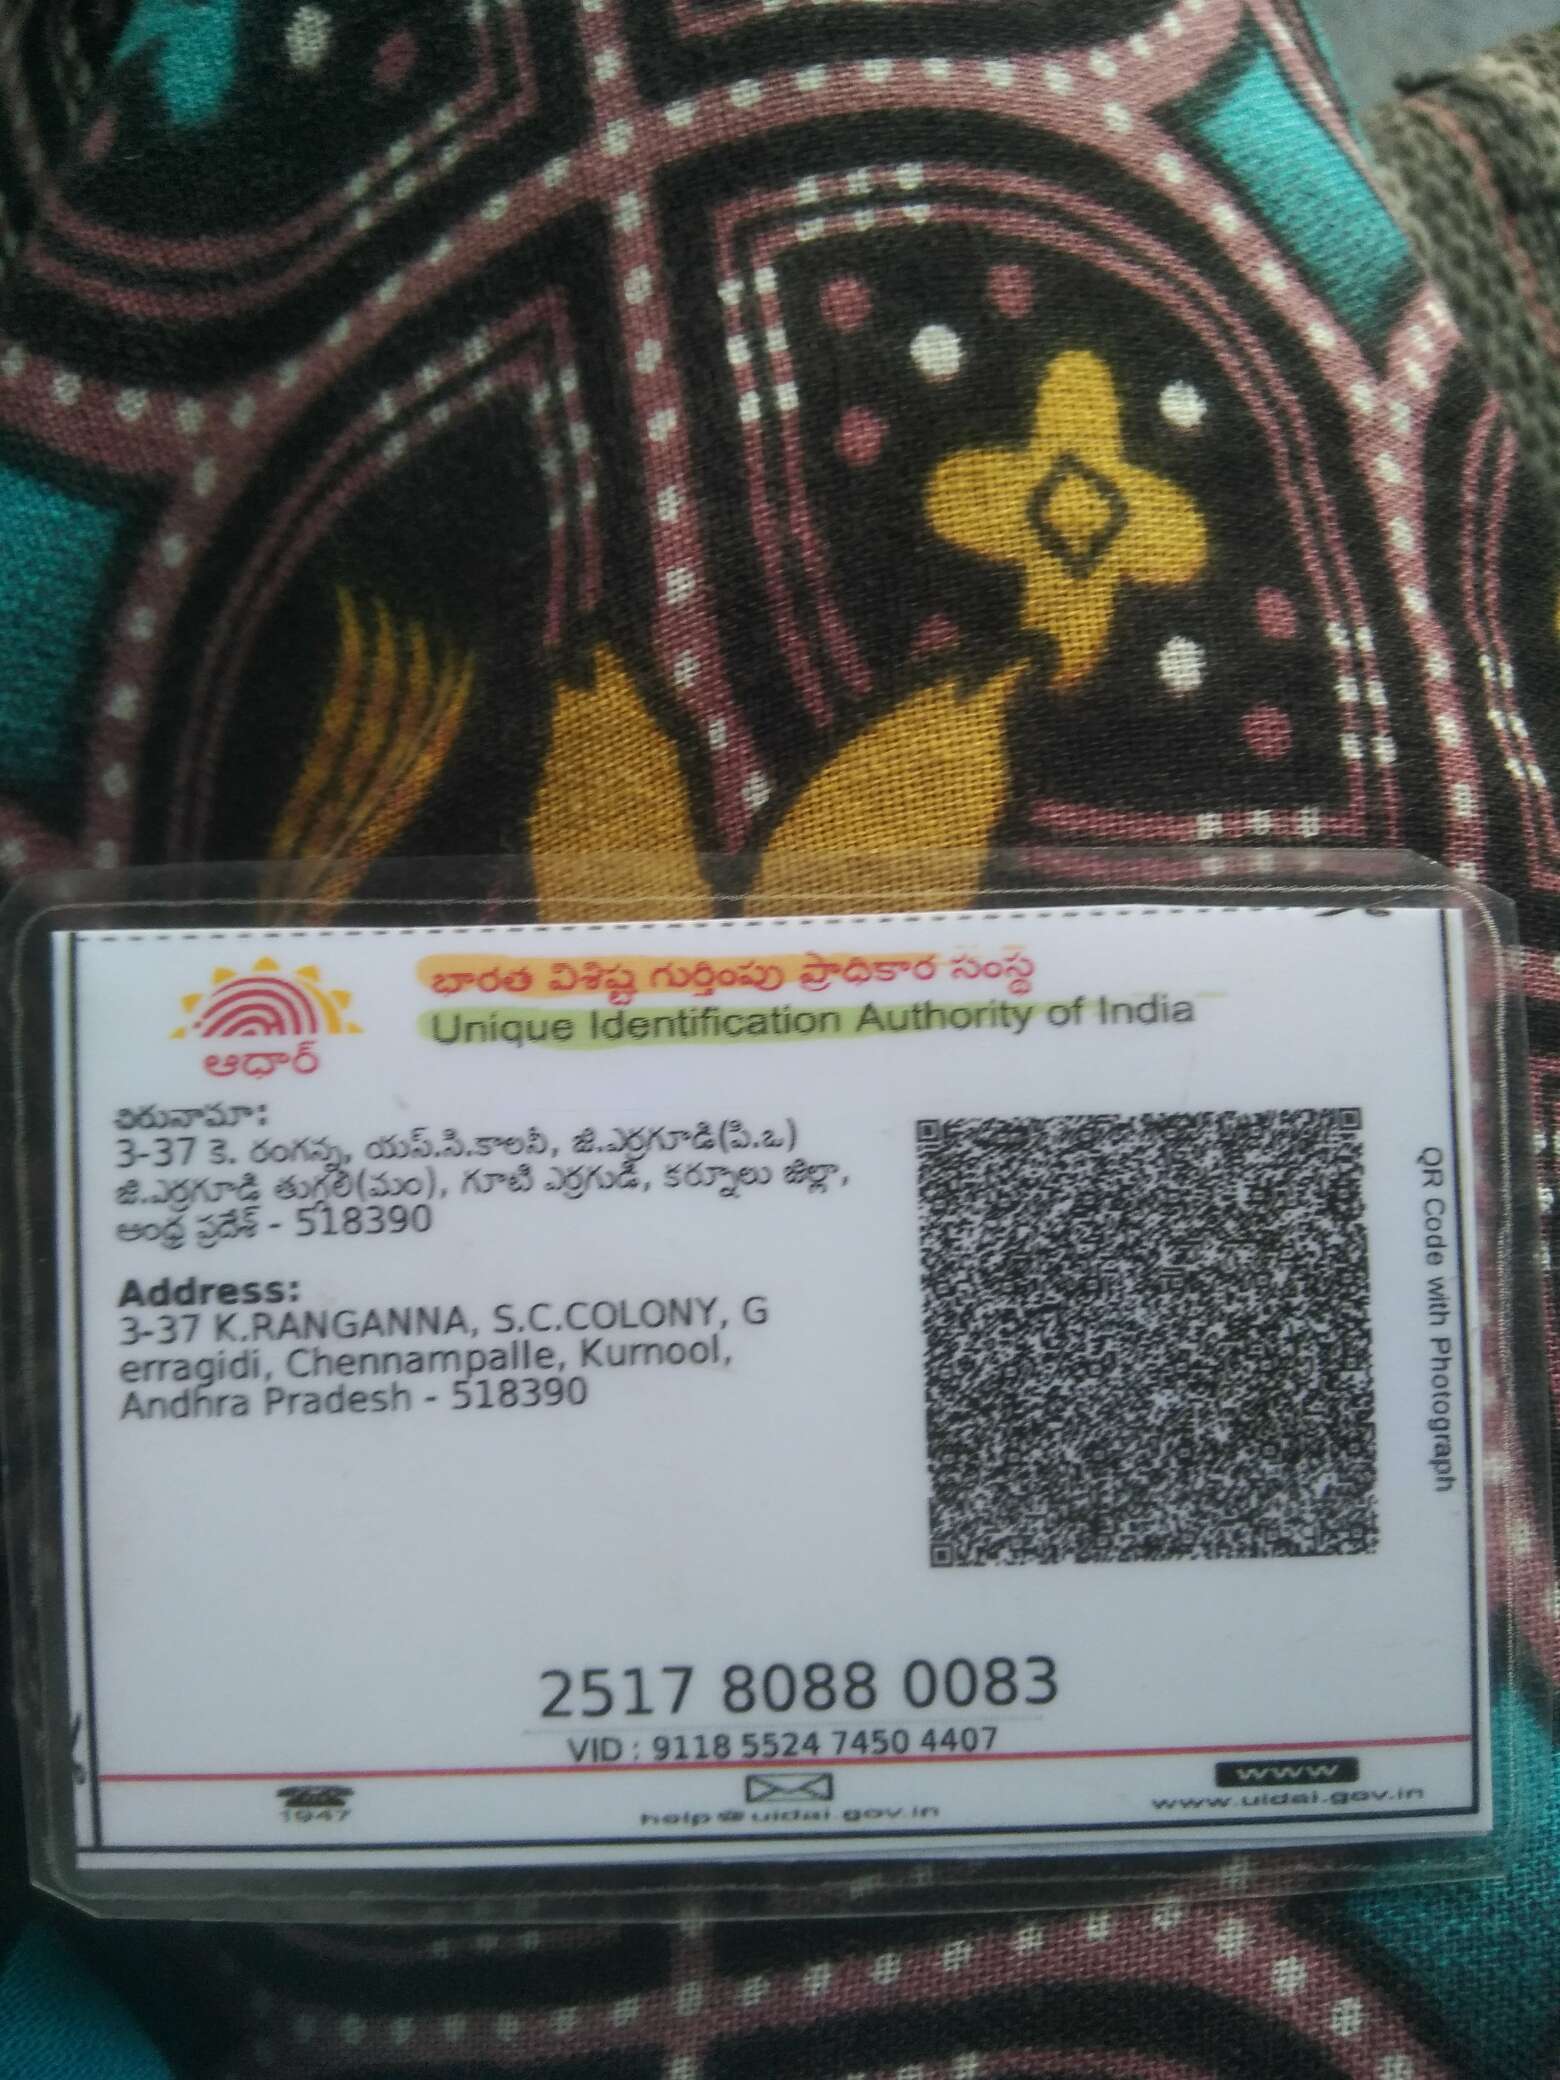 భారత విశిష్ట గుర్తింపు ప్రాధికార సంస్థ
Unique Identification Authority of India
ఆధార్
చిరునామా:
3-37 కె. రంగన్న, యస్.సి.కాలనీ, జి.ఎర్రగూడి(పి.ఒ)
జి.ఎర్రగూడి తుగ్గలి(మం), గూటి ఎర్రగుడి, కర్నూలు జిల్లా,
ఆంధ్ర ప్రదేశ్ - 518390
Address:
3-37 K.RANGANNA, S.C.COLONY, G
erragidi, Chennampalle, Kurnool,
Andhra Pradesh - 518390
QR Code with Photograph
2517 8088 0083
VID : 9118 5524 7450 4407
1947
help@uidai.gov.in
www
www.uidai.gov.in